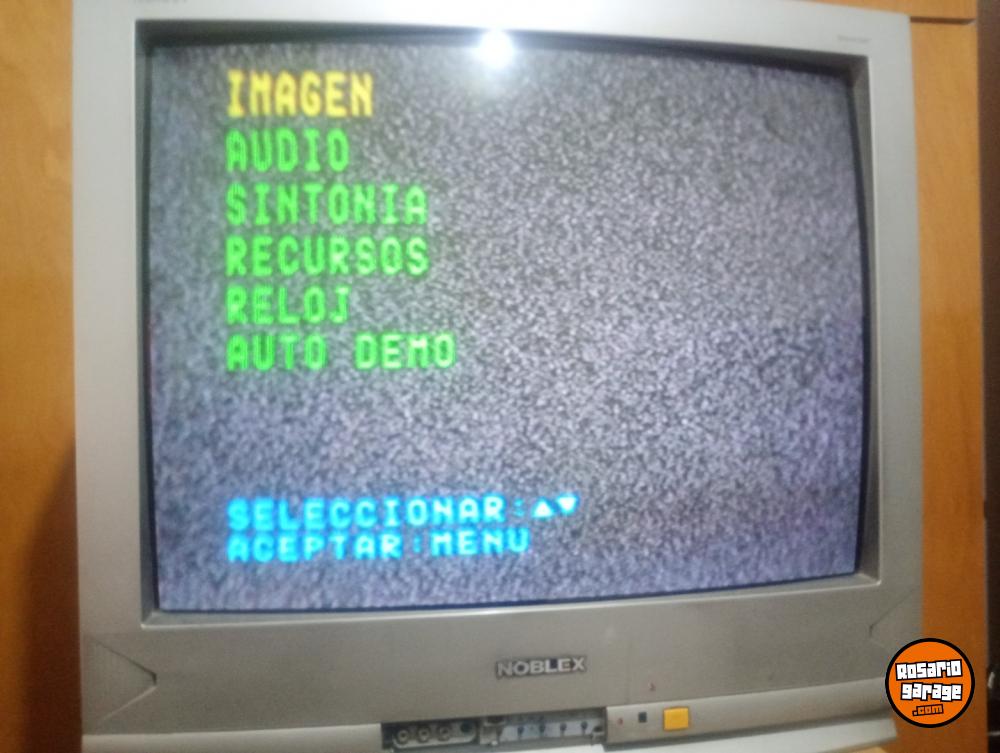 IMAGEN
AUDIO
SINTONIA
RECURSOS
RELOJ
AUTO DEMO
SELECCIONAR:▲▼
ACEPTAR:MENU
NOBLEX
Rosario
garage
.com